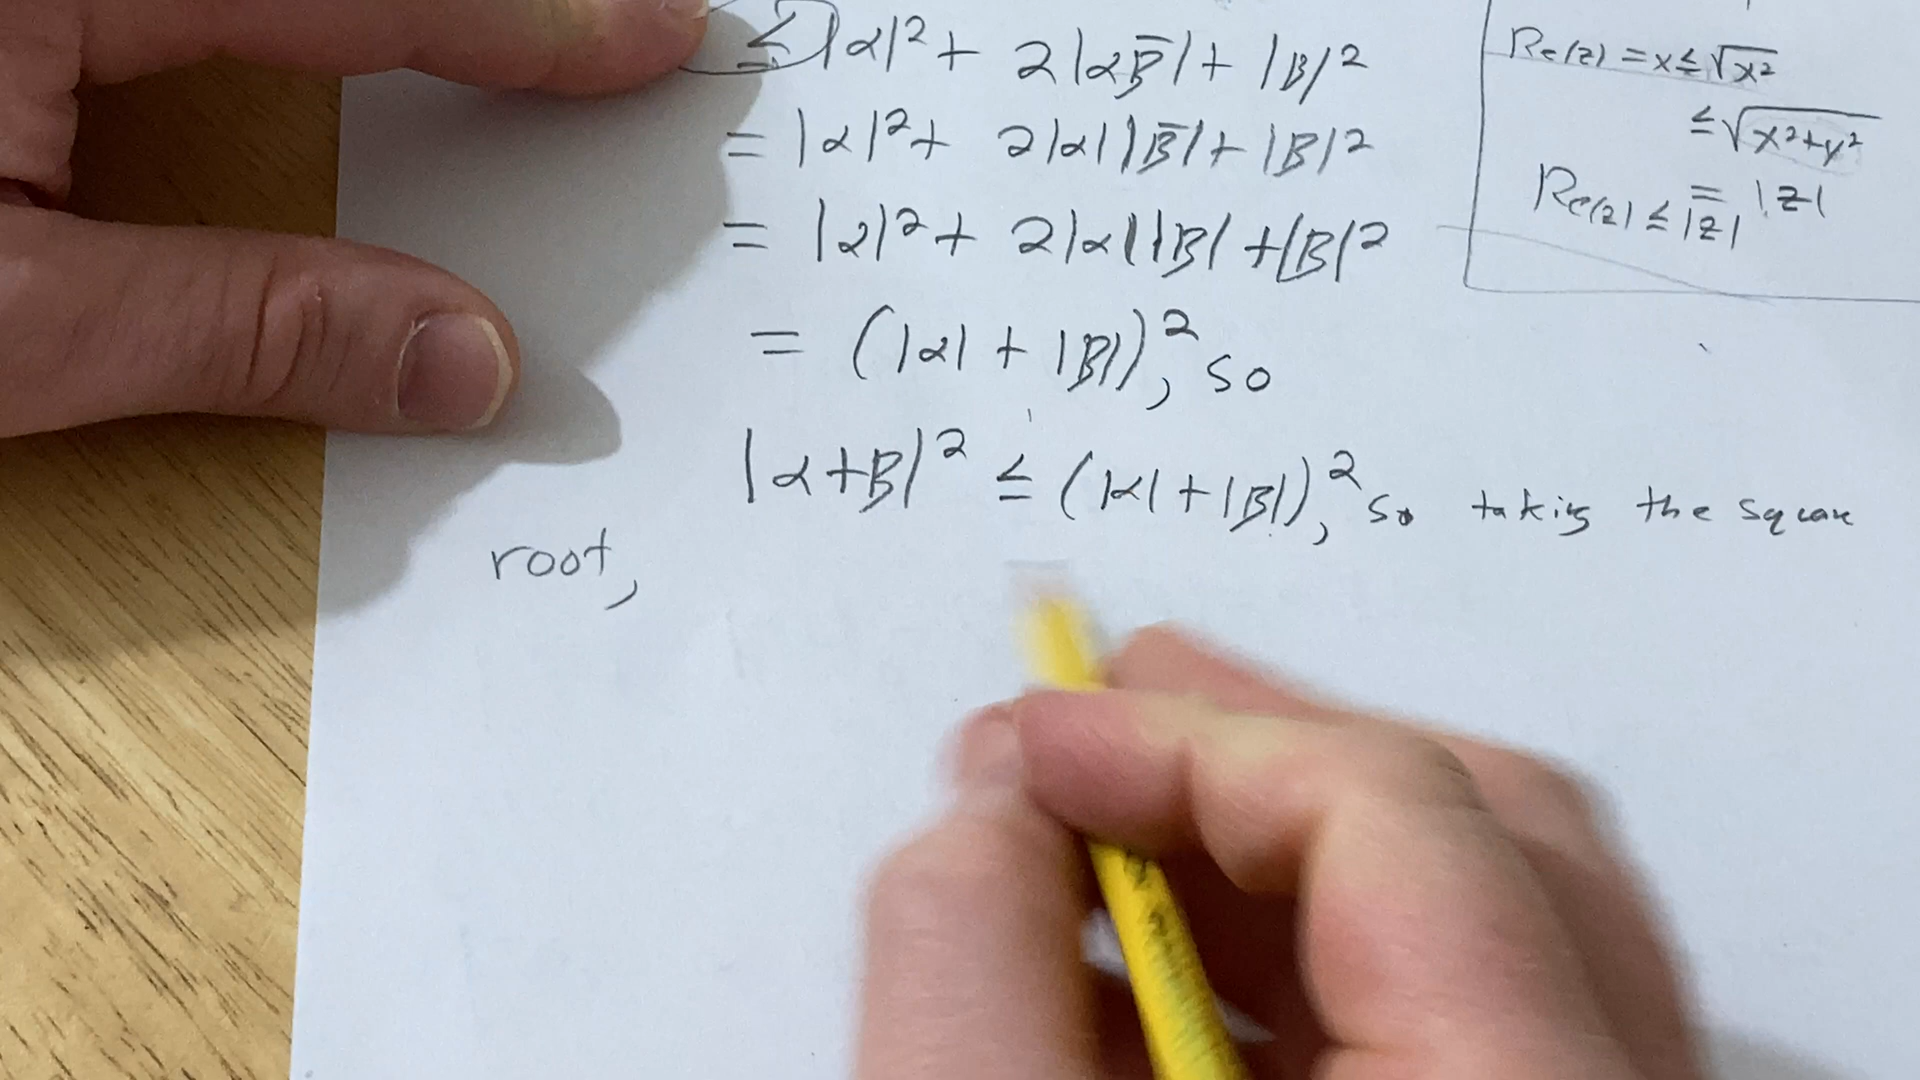 ≤ |α|² + 2|αB̅| + |B|²
= |α|² + 2|α||B̅| + |B|²
= |α|² + 2|α||B| + |B|²
= (|α| + |B|)², so
|α+B|² ≤ (|α| + |B|)², so taking the square
root,
Re(z) = x ≤ √x²
≤ √x²+y²
= |z|
Re(z) ≤ |z|